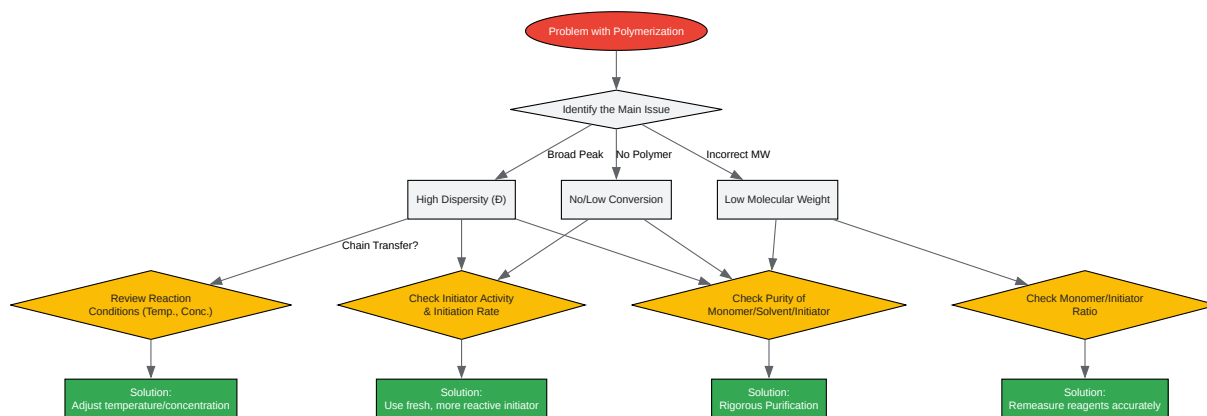 Problem with Polymerization
Identify the Main Issue
Broad Peak
No Polymer
Incorrect MW
High Dispersity (Đ)
No/Low Conversion
Low Molecular Weight
Chain Transfer?
Review Reaction
Conditions (Temp., Conc.)
Check Initiator Activity
& Initiation Rate
Check Purity of
Monomer/Solvent/Initiator
Check Monomer/Initiator
Ratio
Solution:
Adjust temperature/concentration
Solution:
Use fresh, more reactive initiator
Solution:
Rigorous Purification
Solution:
Remeasure reagents accurately